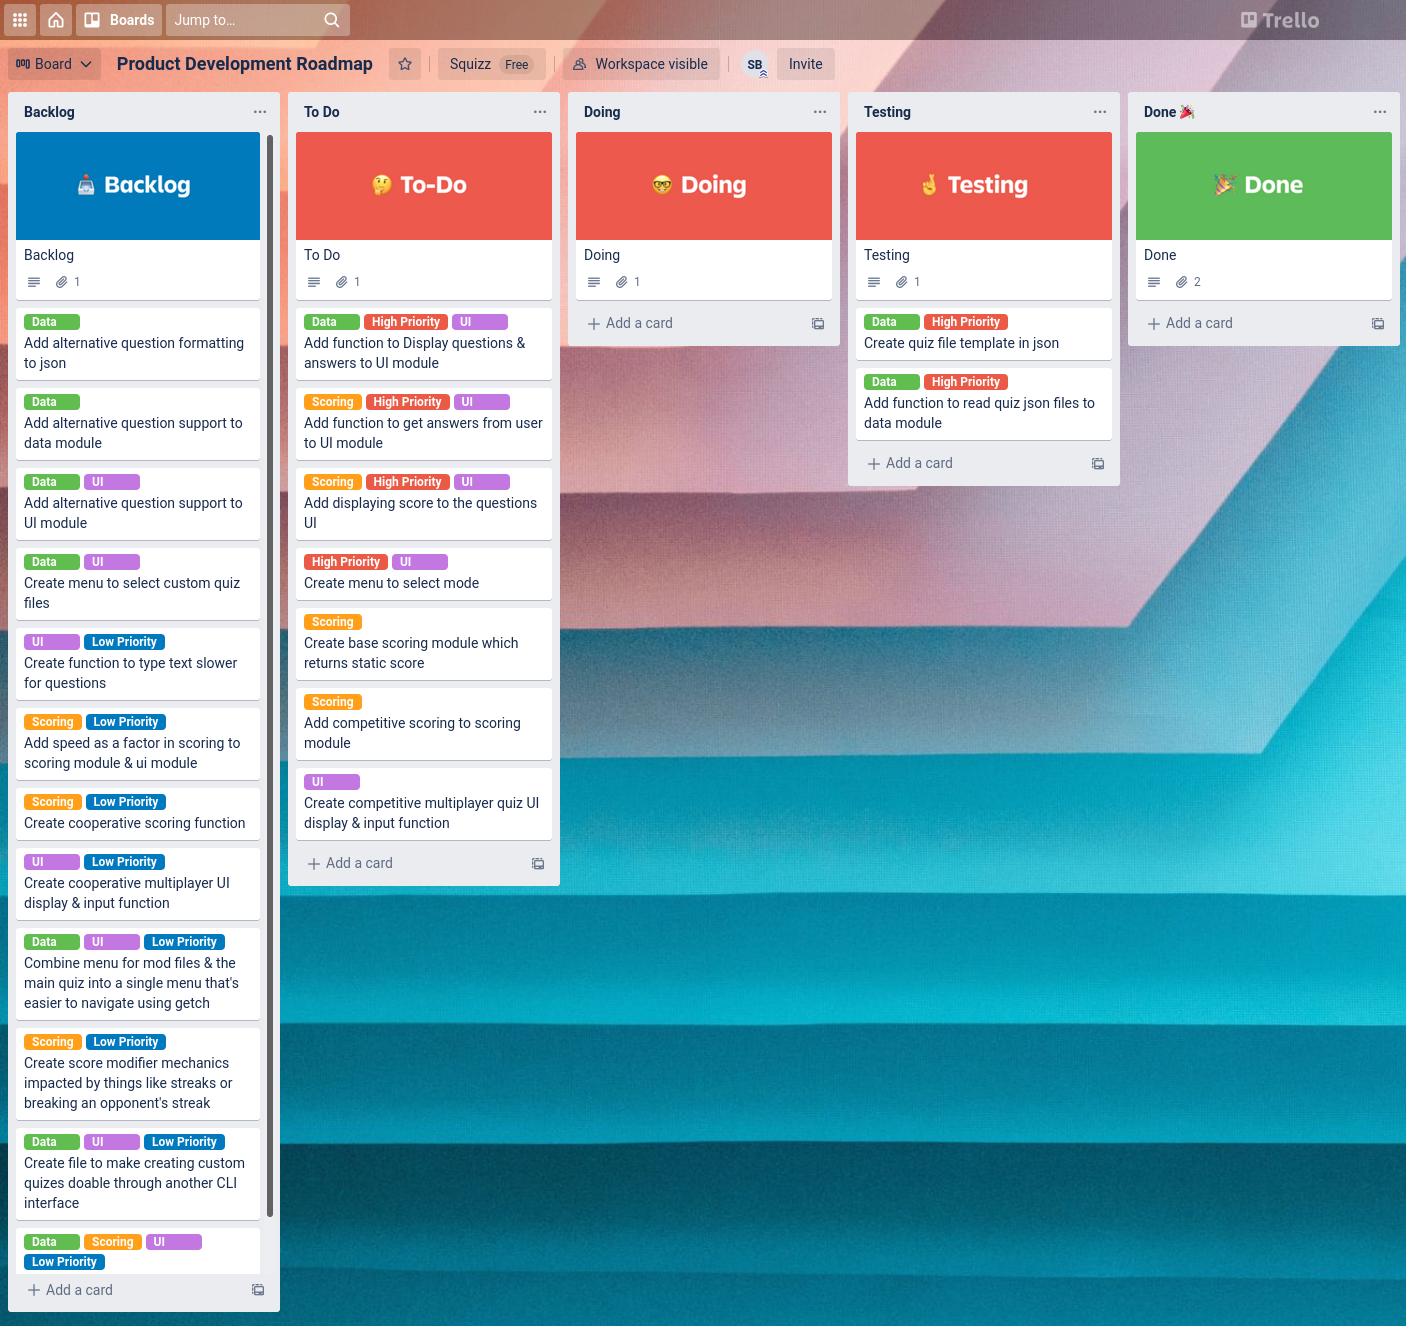 Boards
Jump to...
Trello
Board
Product Development Roadmap
Squizz
Free
Workspace visible
SB
Invite
Backlog
Backlog
Backlog
1
Data
Add alternative question formatting
to json
Data
Add alternative question support to
data module
Data UI
Add alternative question support to
UI module
Data UI
Create menu to select custom quiz
files
UI Low Priority
Create function to type text slower
for questions
Scoring Low Priority
Add speed as a factor in scoring to
scoring module & ui module
Scoring Low Priority
Create cooperative scoring function
UI Low Priority
Create cooperative multiplayer UI
display & input function
Data UI Low Priority
Combine menu for mod files & the
main quiz into a single menu that's
easier to navigate using getch
Scoring Low Priority
Create score modifier mechanics
impacted by things like streaks or
breaking an opponent's streak
Data UI Low Priority
Create file to make creating custom
quizes doable through another CLI
interface
Data Scoring UI
Low Priority
Add a card
To Do
To-Do
To Do
1
Data High Priority UI
Add function to Display questions &
answers to UI module
Scoring High Priority UI
Add function to get answers from user
to UI module
Scoring High Priority UI
Add displaying score to the questions
UI
High Priority UI
Create menu to select mode
Scoring
Create base scoring module which
returns static score
Scoring
Add competitive scoring to scoring
module
UI
Create competitive multiplayer quiz UI
display & input function
Add a card
Doing
Doing
Doing
1
Add a card
Testing
Testing
Testing
1
Data High Priority
Create quiz file template in json
Data High Priority
Add function to read quiz json files to
data module
Add a card
Done
Done
Done
2
Add a card